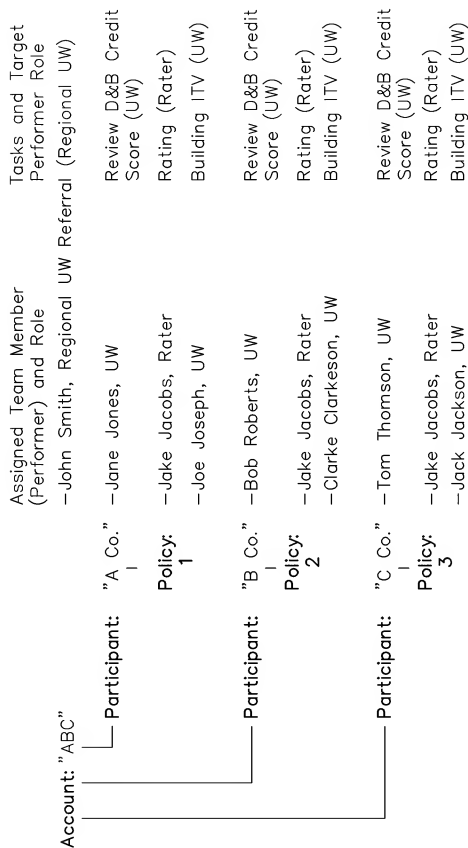 Assigned Team Member
(Performer) and Role
Tasks and Target
Performer Role
Account: "ABC"
–John Smith, Regional UW Referral (Regional UW)
Participant: "A Co." –Jane Jones, UW Review D&B Credit
Score (UW)
Policy:
1
–Jake Jacobs, Rater Rating (Rater)
–Joe Joseph, UW Building ITV (UW)
Participant: "B Co." –Bob Roberts, UW Review D&B Credit
Score (UW)
Policy:
2
–Jake Jacobs, Rater Rating (Rater)
–Clarke Clarkeson, UW Building ITV (UW)
Participant: "C Co." –Tom Thomson, UW Review D&B Credit
Score (UW)
Policy:
3
–Jake Jacobs, Rater Rating (Rater)
–Jack Jackson, UW Building ITV (UW)